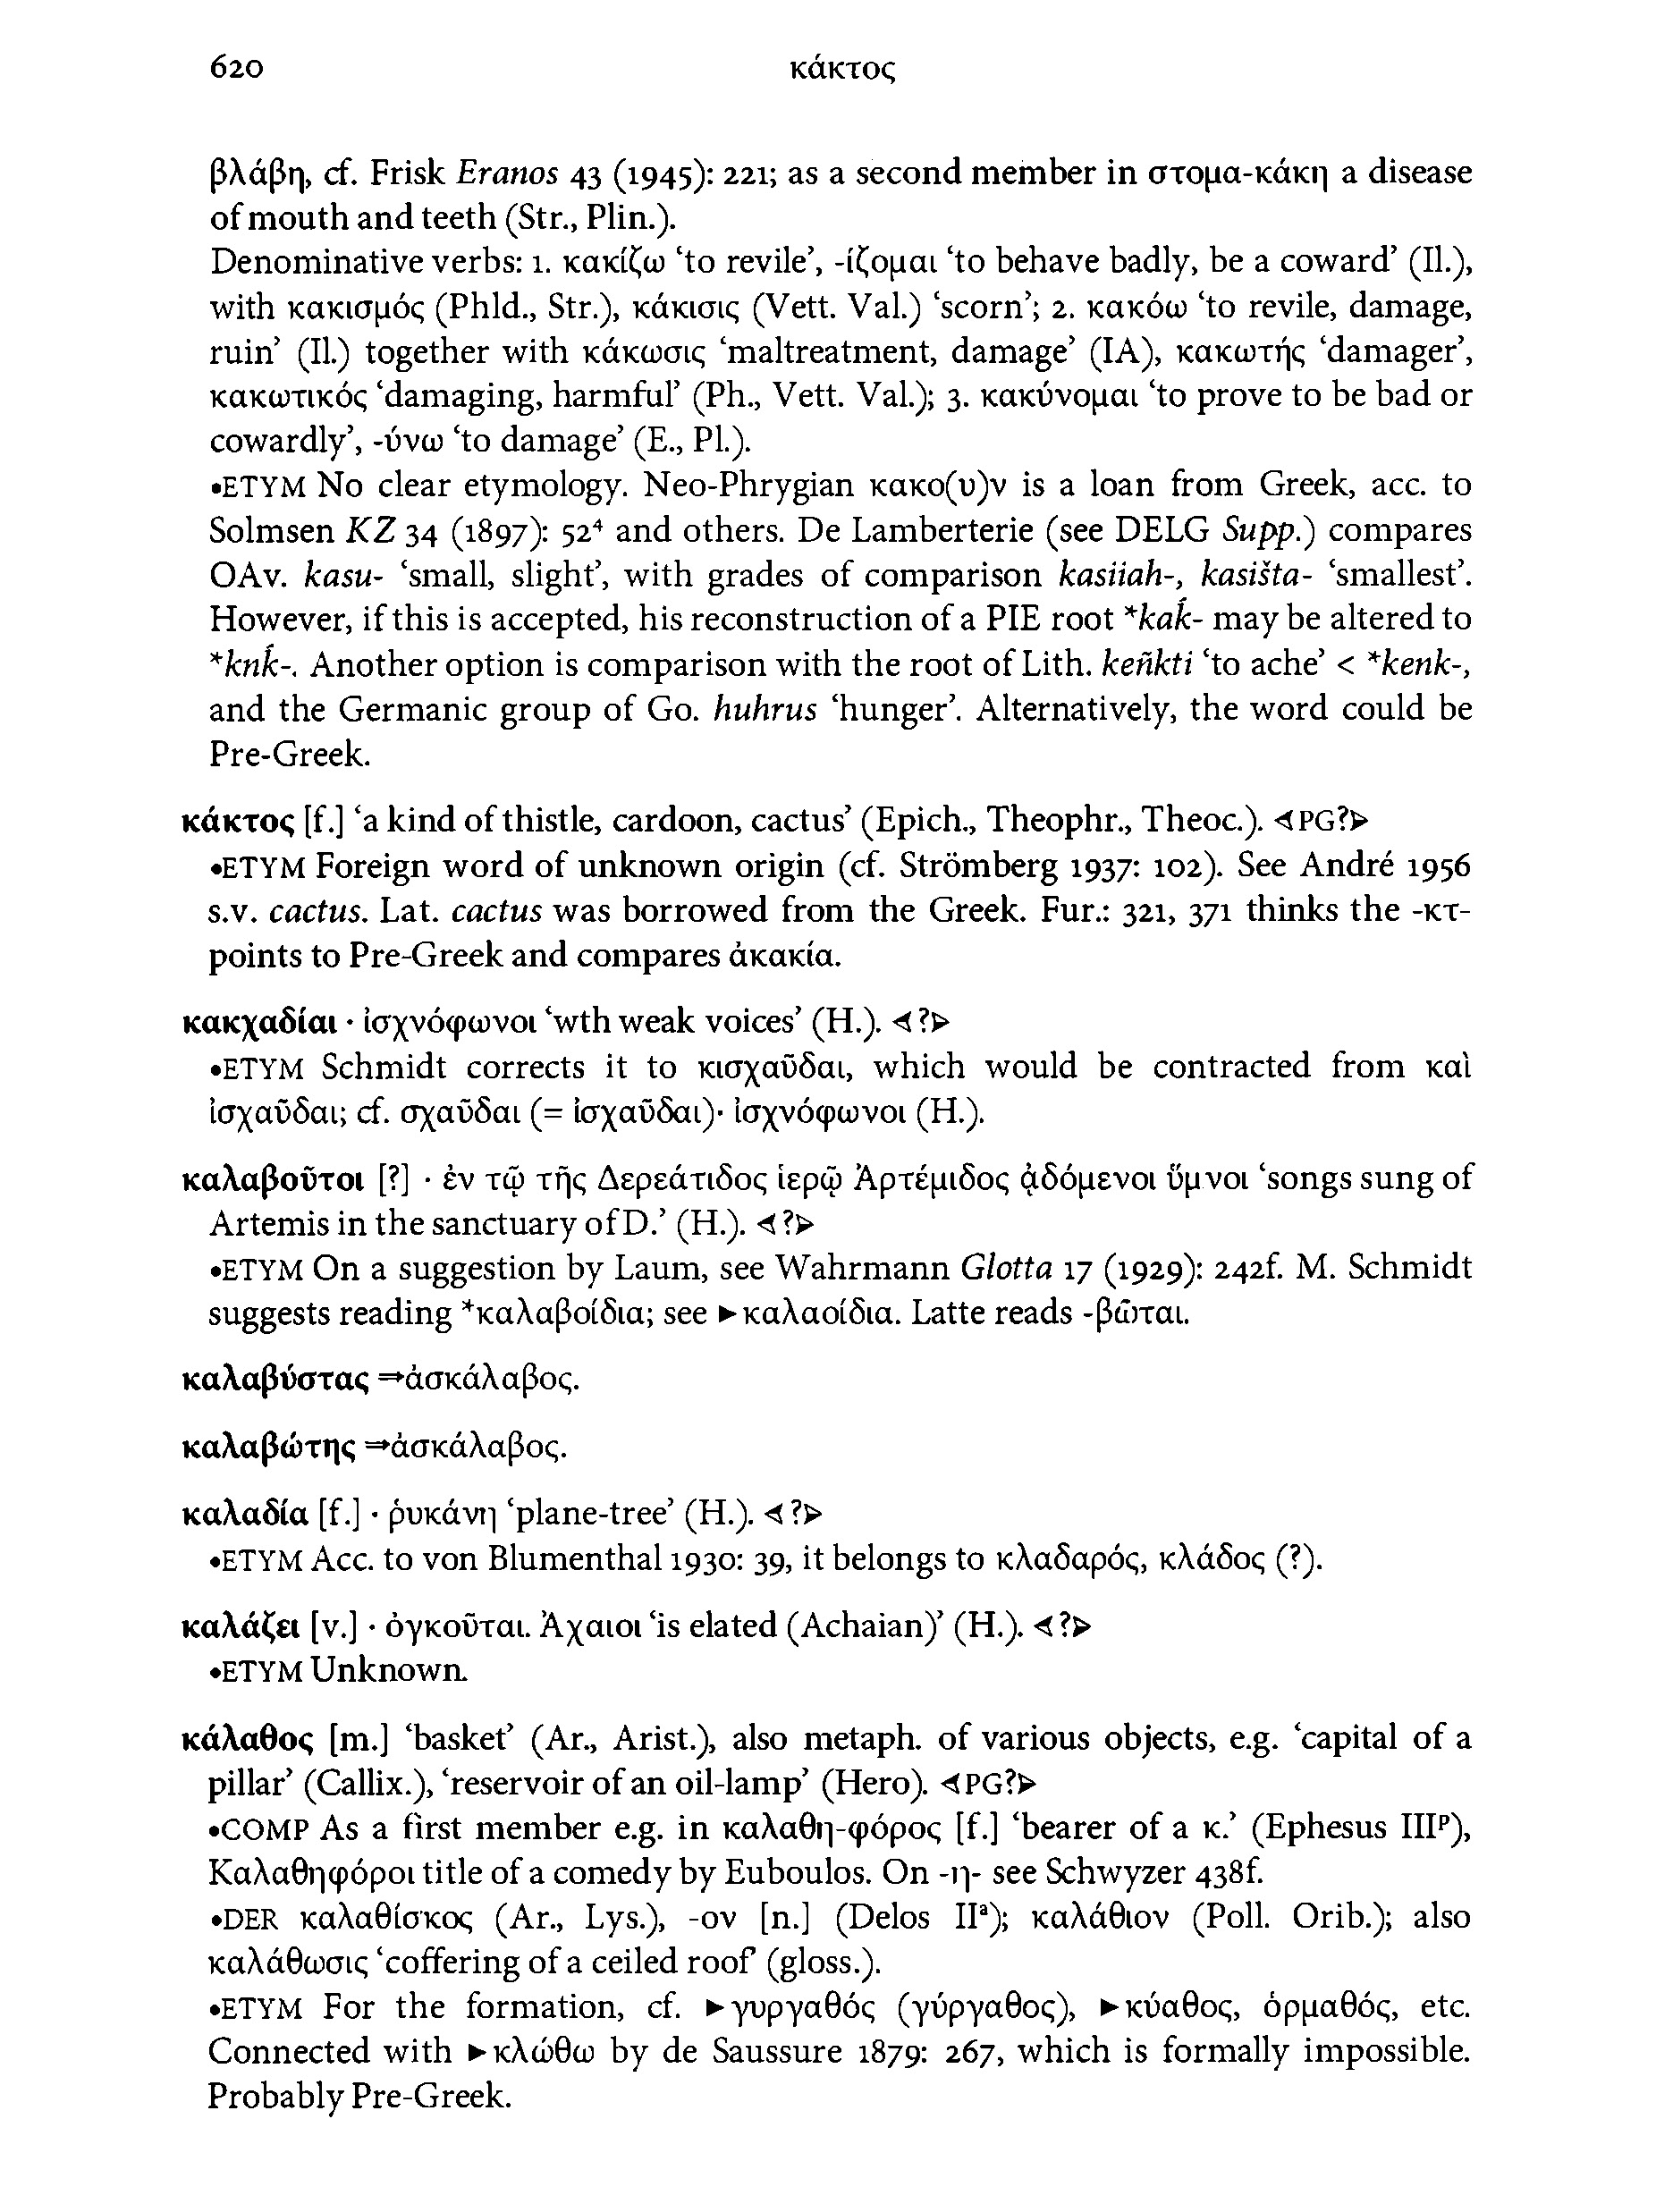 620 κάκτος
βλάβη, cf. Frisk Eranos 43 (1945): 221; as a second member in στομα-κάκη a disease
of mouth and teeth (Str., Plin.).
Denominative verbs: 1. κακίζω ‘to revile’, -ίζομαι ‘to behave badly, be a coward’ (Il.),
with κακισμός (Phld., Str.), κάκισις (Vett. Val.) ‘scorn’; 2. κακόω ‘to revile, damage,
ruin’ (Il.) together with κάκωσις ‘maltreatment, damage’ (IA), κακωτής ‘damager’,
κακωτικός ‘damaging, harmful’ (Ph., Vett. Val.); 3. κακύνομαι ‘to prove to be bad or
cowardly’, -ύνω ‘to damage’ (E., Pl.).
•ETYM No clear etymology. Neo-Phrygian κακο(υ)ν is a loan from Greek, acc. to
Solmsen KZ 34 (1897): 52⁴ and others. De Lamberterie (see DELG Supp.) compares
OAv. kasu- ‘small, slight’, with grades of comparison kasiiah-, kasišta- ‘smallest’.
However, if this is accepted, his reconstruction of a PIE root *kaḱ- may be altered to
*knḱ-. Another option is comparison with the root of Lith. keñkti ‘to ache’ < *kenk-,
and the Germanic group of Go. huhrus ‘hunger’. Alternatively, the word could be
Pre-Greek.
κάκτος [f.] ‘a kind of thistle, cardoon, cactus’ (Epich., Theophr., Theoc.). ⊲PG?⊳
•ETYM Foreign word of unknown origin (cf. Strömberg 1937: 102). See André 1956
s.v. cactus. Lat. cactus was borrowed from the Greek. Fur.: 321, 371 thinks the -κτ-
points to Pre-Greek and compares ἀκακία.
κακχαδίαι · ἰσχνόφωνοι ‘wth weak voices’ (H.). ⊲?⊳
•ETYM Schmidt corrects it to κισχαῦδαι, which would be contracted from καὶ
ἰσχαῦδαι; cf. σχαῦδαι (= ἰσχαῦδαι)· ἰσχνόφωνοι (H.).
καλαβοῦτοι [?] · ἐν τῷ τῆς Δερεάτιδος ἱερῷ Ἀρτέμιδος ᾀδόμενοι ὕμνοι ‘songs sung of
Artemis in the sanctuary of D.’ (H.). ⊲?⊳
•ETYM On a suggestion by Laum, see Wahrmann Glotta 17 (1929): 242f. M. Schmidt
suggests reading *καλαβοίδια; see ►καλαοίδια. Latte reads -βῶται.
καλαβύστας ⇒ἀσκάλαβος.
καλαβώτης ⇒ἀσκάλαβος.
καλαδία [f.] · ῥυκάνη ‘plane-tree’ (H.). ⊲?⊳
•ETYM Acc. to von Blumenthal 1930: 39, it belongs to κλαδαρός, κλάδος (?).
καλάζει [v.] · ὀγκοῦται. Ἀχαιοι ‘is elated (Achaian)’ (H.). ⊲?⊳
•ETYM Unknown.
κάλαθος [m.] ‘basket’ (Ar., Arist.), also metaph. of various objects, e.g. ‘capital of a
pillar’ (Callix.), ‘reservoir of an oil-lamp’ (Hero). ⊲PG?⊳
•COMP As a first member e.g. in καλαθη-φόρος [f.] ‘bearer of a κ.’ (Ephesus IIIᵖ),
Καλαθηφόροι title of a comedy by Euboulos. On -η- see Schwyzer 438f.
•DER καλαθίσκος (Ar., Lys.), -ον [n.] (Delos IIᵃ); καλάθιον (Poll. Orib.); also
καλάθωσις ‘coffering of a ceiled roof’ (gloss.).
•ETYM For the formation, cf. ►γυργαθός (γύργαθος), ►κύαθος, ὁρμαθός, etc.
Connected with ►κλώθω by de Saussure 1879: 267, which is formally impossible.
Probably Pre-Greek.